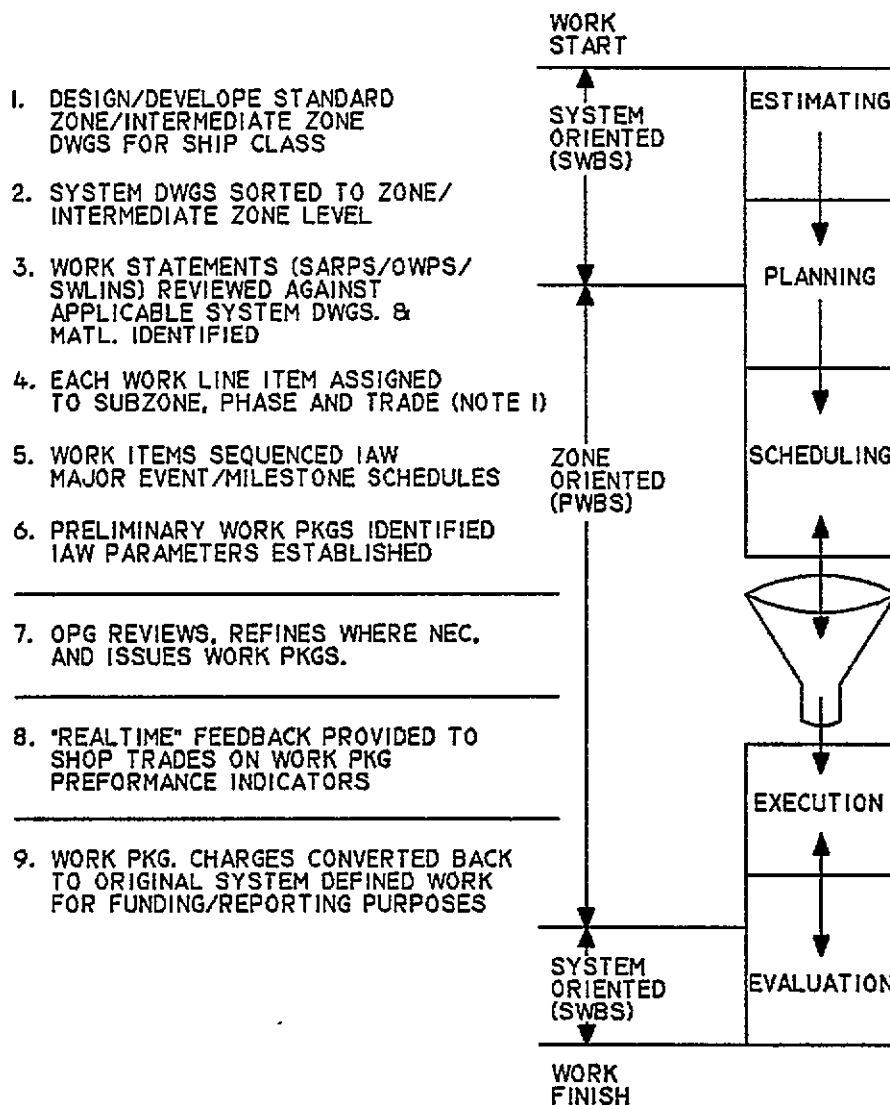 1. DESIGN/DEVELOPE STANDARD
ZONE/INTERMEDIATE ZONE
DWGS FOR SHIP CLASS
2. SYSTEM DWGS SORTED TO ZONE/
INTERMEDIATE ZONE LEVEL
3. WORK STATEMENTS (SARPS/OWPS/
SWLINS) REVIEWED AGAINST
APPLICABLE SYSTEM DWGS. &
MATL. IDENTIFIED
4. EACH WORK LINE ITEM ASSIGNED
TO SUBZONE, PHASE AND TRADE (NOTE 1)
5. WORK ITEMS SEQUENCED IAW
MAJOR EVENT/MILESTONE SCHEDULES
6. PRELIMINARY WORK PKGS IDENTIFIED
IAW PARAMETERS ESTABLISHED
7. OPG REVIEWS, REFINES WHERE NEC,
AND ISSUES WORK PKGS.
8. "REALTIME" FEEDBACK PROVIDED TO
SHOP TRADES ON WORK PKG
PREFORMANCE INDICATORS
9. WORK PKG. CHARGES CONVERTED BACK
TO ORIGINAL SYSTEM DEFINED WORK
FOR FUNDING/REPORTING PURPOSES
WORK
START
SYSTEM
ORIENTED
(SWBS)
ZONE
ORIENTED
(PWBS)
SYSTEM
ORIENTED
(SWBS)
WORK
FINISH
ESTIMATING
PLANNING
SCHEDULING
EXECUTION
EVALUATION